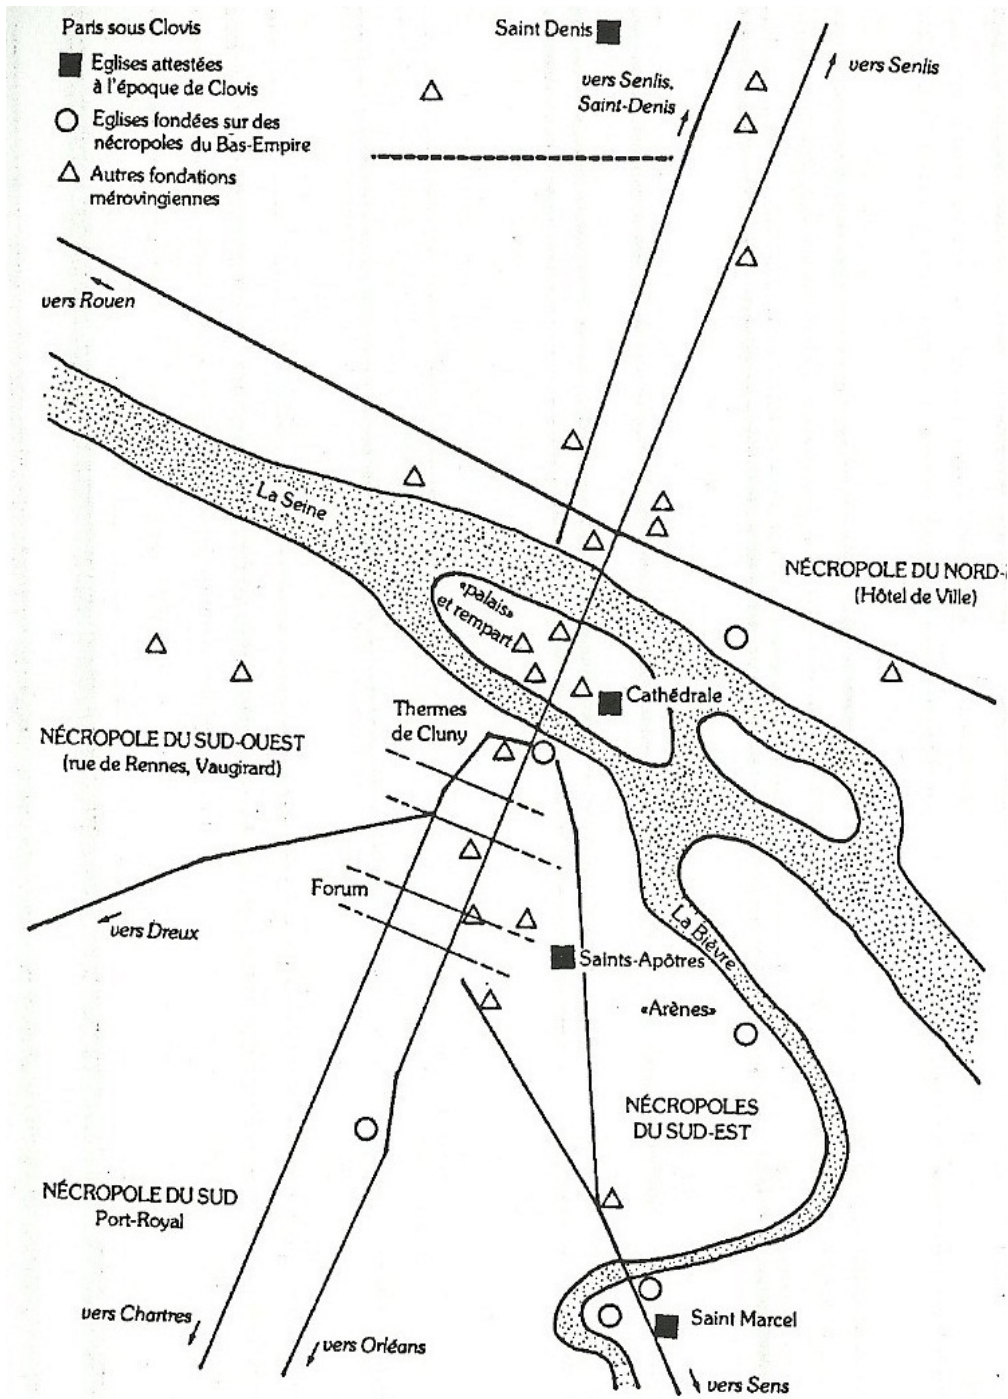 Paris sous Clovis
Eglises attestées
à l'époque de Clovis
Eglises fondées sur des
nécropoles du Bas-Empire
Autres fondations
mérovingiennes
Saint Denis
vers Senlis,
Saint-Denis
vers Senlis
vers Rouen
La Seine
NÉCROPOLE DU NORD-
(Hôtel de Ville)
«palais»
et rempart
Cathédrale
Thermes
de Cluny
NÉCROPOLE DU SUD-OUEST
(rue de Rennes, Vaugirard)
Forum
vers Dreux
La Bièvre
Saints-Apôtres
«Arènes»
NÉCROPOLES
DU SUD-EST
NÉCROPOLE DU SUD
Port-Royal
vers Chartres
vers Orléans
Saint Marcel
vers Sens